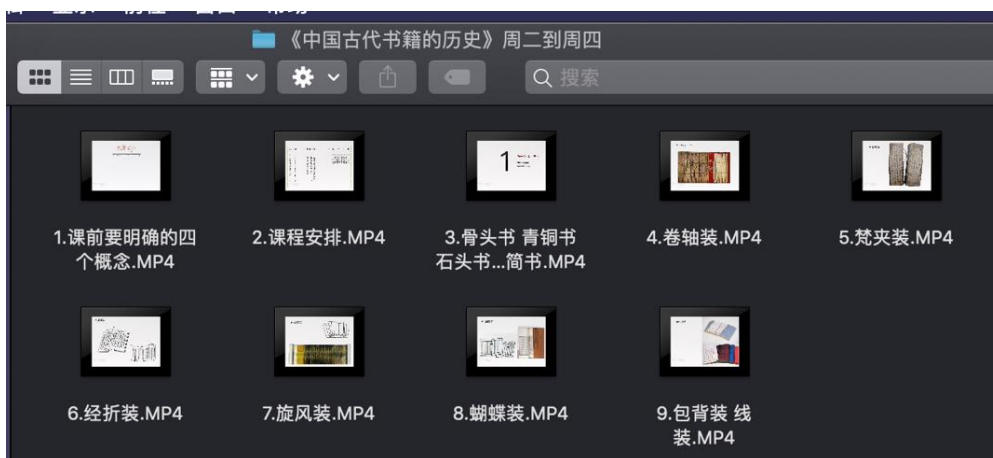 《中国古代书籍的历史》周二到周四
搜索
1.课前要明确的四
个概念.MP4
2.课程安排.MP4
3.骨头书 青铜书
石头书...简书.MP4
4.卷轴装.MP4
5.梵夹装.MP4
6.经折装.MP4
7.旋风装.MP4
8.蝴蝶装.MP4
9.包背装 线
装.MP4
1